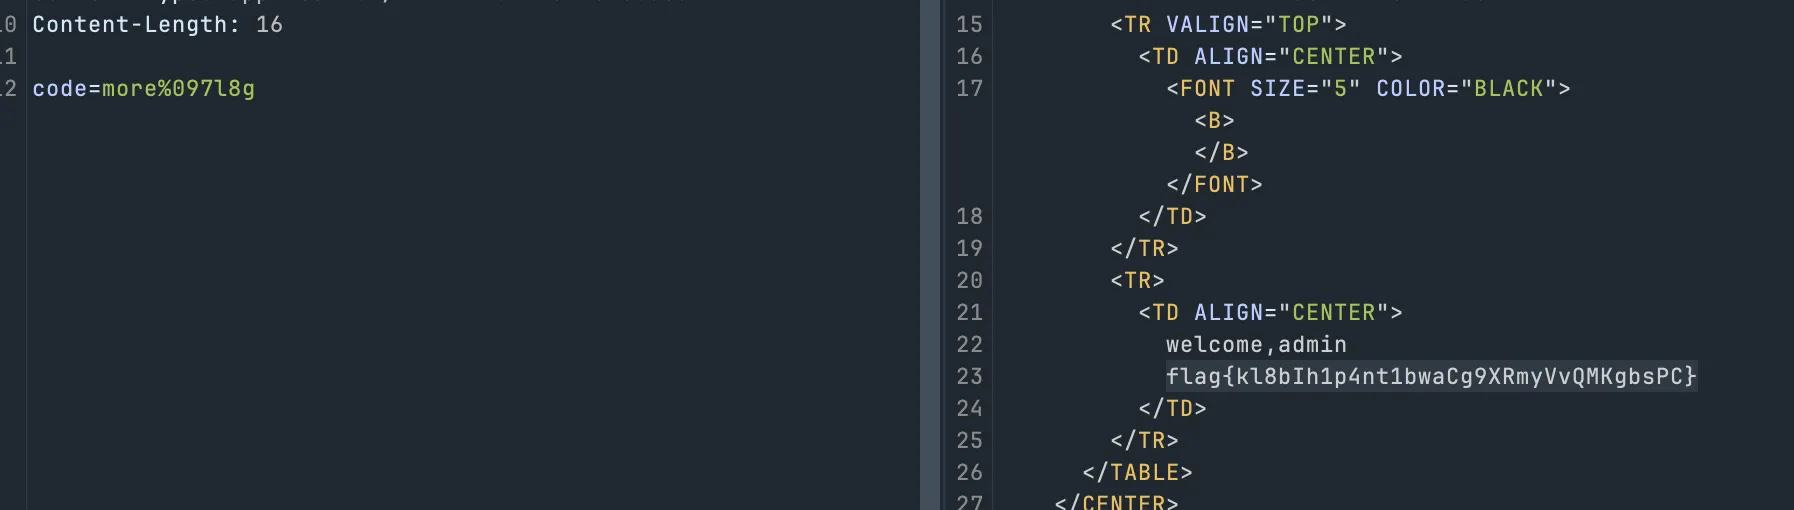 10 Content-Length: 16
11
12 code=more%097l8g
15 <TR VALIGN="TOP">
16 <TD ALIGN="CENTER">
17 <FONT SIZE="5" COLOR="BLACK">
<B>
</B>
</FONT>
18 </TD>
19 </TR>
20 <TR>
21 <TD ALIGN="CENTER">
22 welcome,admin
23 flag{kl8bIh1p4nt1bwaCg9XRmyVvQMKgbsPC}
24 </TD>
25 </TR>
26 </TABLE>
27 </CENTER>